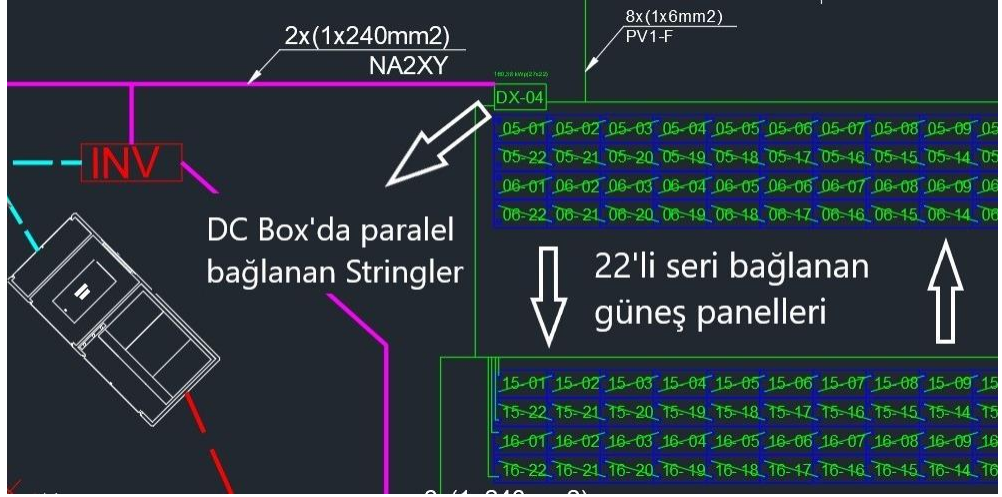 8x(1x6mm2)
PV1-F
2x(1x240mm2)
NA2XY
DX-04
INV
05-01 05-02 05-03 05-04 05-05 05-06 05-07 05-08 05-09 05
05-22 05-21 05-20 05-19 05-18 05-17 05-16 05-15 05-14 05
06-01 06-02 06-03 06-04 06-05 06-06 06-07 06-08 06-09 06
06-22 06-21 06-20 06-19 06-18 06-17 06-16 06-15 06-14 06
DC Box'da paralel
bağlanan Stringler
22'li seri bağlanan
güneş panelleri
15-01 15-02 15-03 15-04 15-05 15-06 15-07 15-08 15-09 15
15-22 15-21 15-20 15-19 15-18 15-17 15-16 15-15 15-14 15
16-01 16-02 16-03 16-04 16-05 16-06 16-07 16-08 16-09 16
16-22 16-21 16-20 16-19 16-18 16-17 16-16 16-15 16-14 16